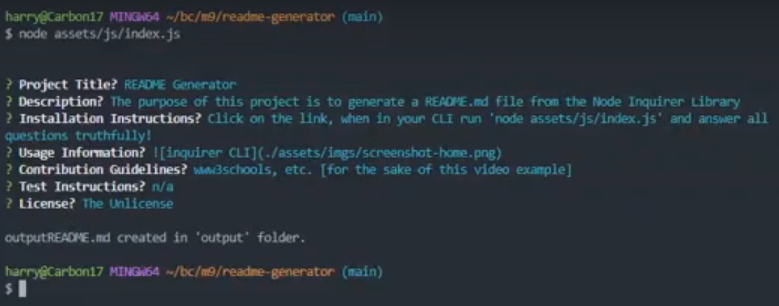 harry@Carbon17 MINGW64 ~/bc/m9/readme-generator (main)
$ node assets/js/index.js
? Project Title? README Generator
? Description? The purpose of this project is to generate a README.md file from the Node Inquirer Library
? Installation Instructions? Click on the link, when in your CLI run 'node assets/js/index.js' and answer all
questions truthfully!
? Usage Information? ![inquirer CLI](./assets/imgs/screenshot-home.png)
? Contribution Guidelines? www3schools, etc. [for the sake of this video example]
? Test Instructions? n/a
? License? The Unlicense
outputREADME.md created in 'output' folder.
harry@Carbon17 MINGW64 ~/bc/m9/readme-generator (main)
$